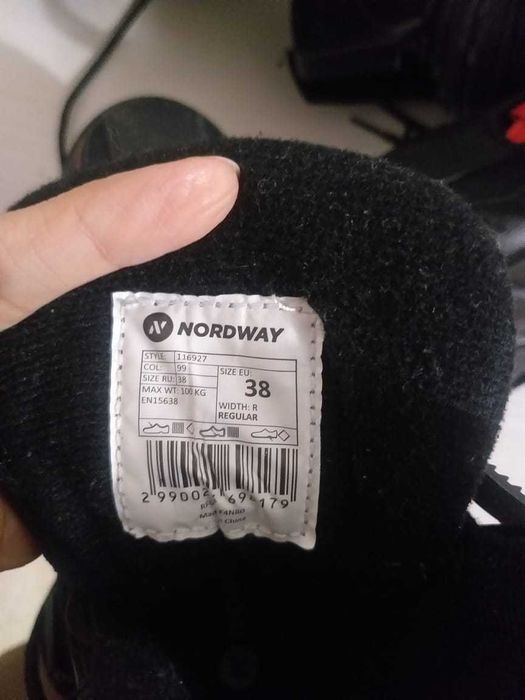 N NORDWAY
STYLE: 116927
COL: 99
SIZE RU: 38
MAX WT: 100 KG
EN15638
SIZE EU:
38
WIDTH: R
REGULAR